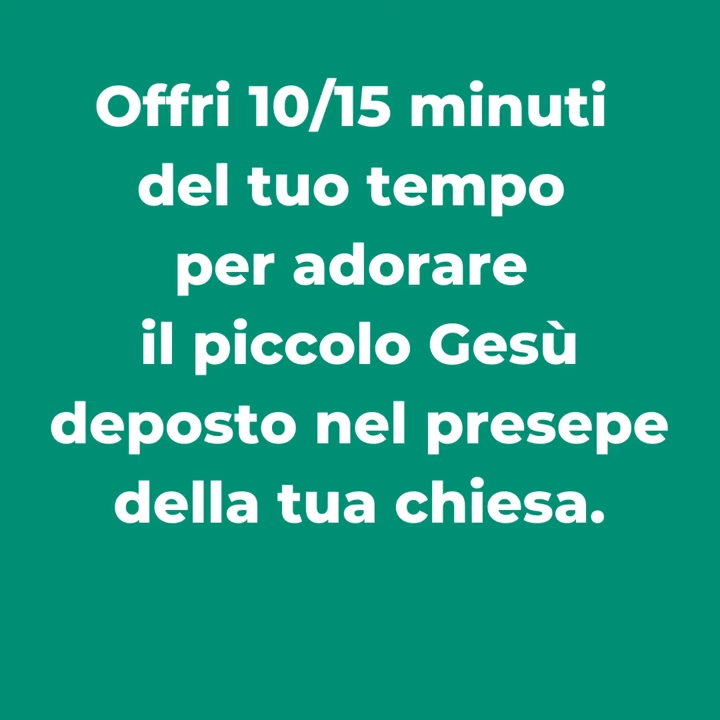 Offri 10/15 minuti
del tuo tempo
per adorare
il piccolo Gesù
deposto nel presepe
della tua chiesa.